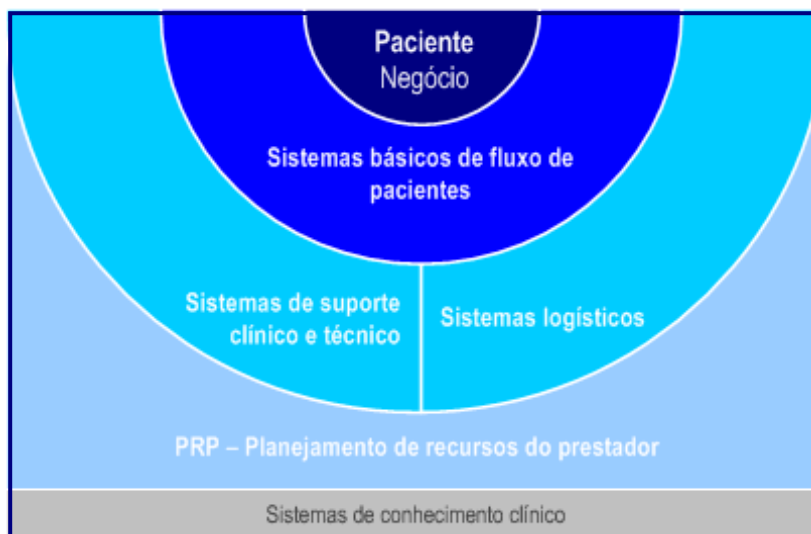 Paciente
Negócio
Sistemas básicos de fluxo de
pacientes
Sistemas de suporte
clínico e técnico
Sistemas logísticos
PRP – Planejamento de recursos do prestador
Sistemas de conhecimento clínico